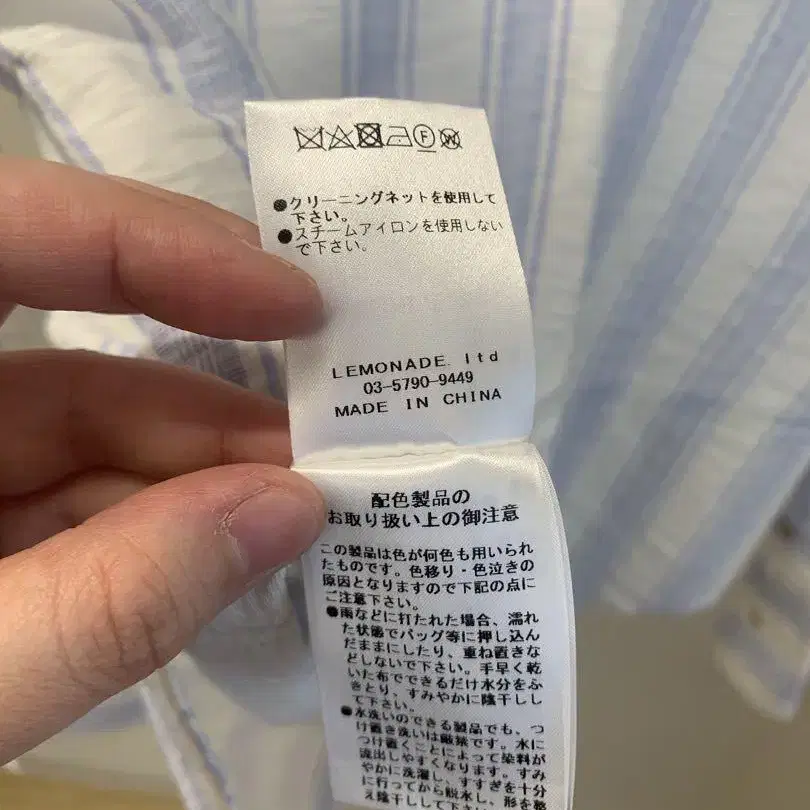 F
W
●クリーニングネットを使用して
下さい。
●スチームアイロンを使用しない
で下さい。
LEMONADE. ltd
03-5790-9449
MADE IN CHINA
配色製品の
お取り扱い上の御注意
この製品は色が何色も用いられ
たものです。色移り・色泣きの
原因となりますので下記の点に
ご注意下さい。
●雨などに打たれた場合、濡れ
た状態でバッグ等に押し込ん
だままにしたり、重ね置きな
どしないで下さい。手早く乾
いた布でできるだけ水分をふ
きとり、すみやかに陰干しし
て下さい。
●水洗いのできる製品でも、つ
け置き洗いは厳禁です。水に
つけ置くことによって染料が
流出しやすくなります。すみ
やかに洗濯し、すすぎを十分
に行ってから脱水し、形を整
え陰干しして下